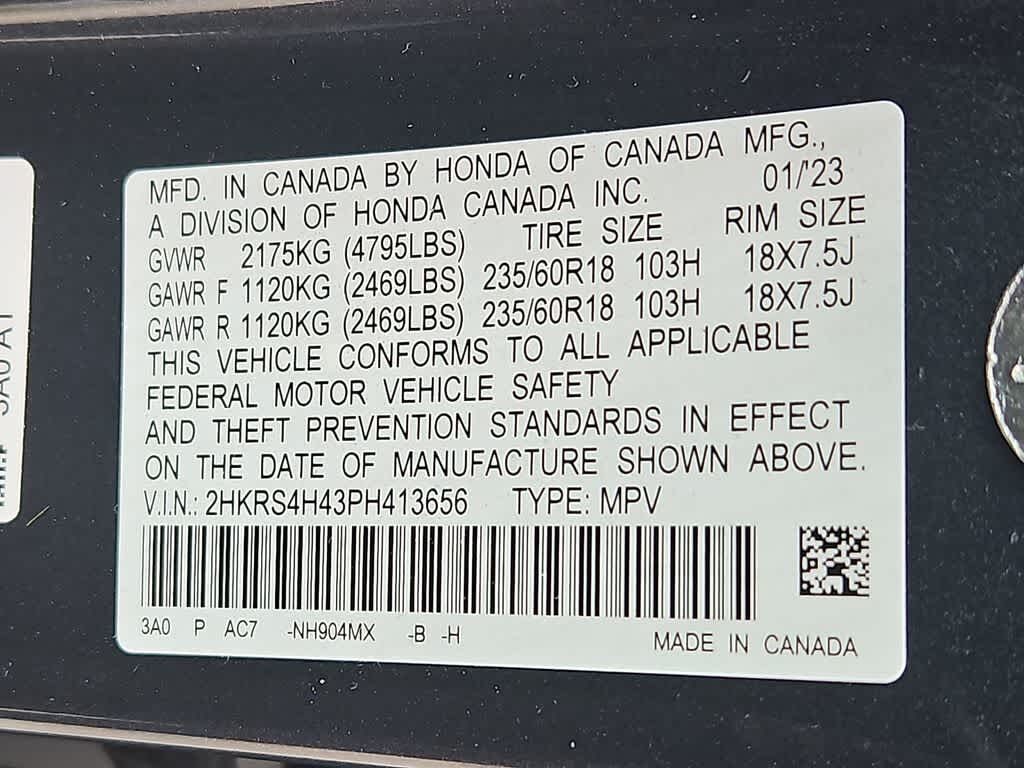 MFD. IN CANADA BY HONDA OF CANADA MFG.,
A DIVISION OF HONDA CANADA INC. 01/'23
GVWR 2175KG (4795LBS) TIRE SIZE RIM SIZE
GAWR F 1120KG (2469LBS) 235/60R18 103H 18X7.5J
GAWR R 1120KG (2469LBS) 235/60R18 103H 18X7.5J
THIS VEHICLE CONFORMS TO ALL APPLICABLE
FEDERAL MOTOR VEHICLE SAFETY
AND THEFT PREVENTION STANDARDS IN EFFECT
ON THE DATE OF MANUFACTURE SHOWN ABOVE.
V.I.N.: 2HKRS4H43PH413656 TYPE: MPV
3A0 P AC7 -NH904MX -B -H
MADE IN CANADA